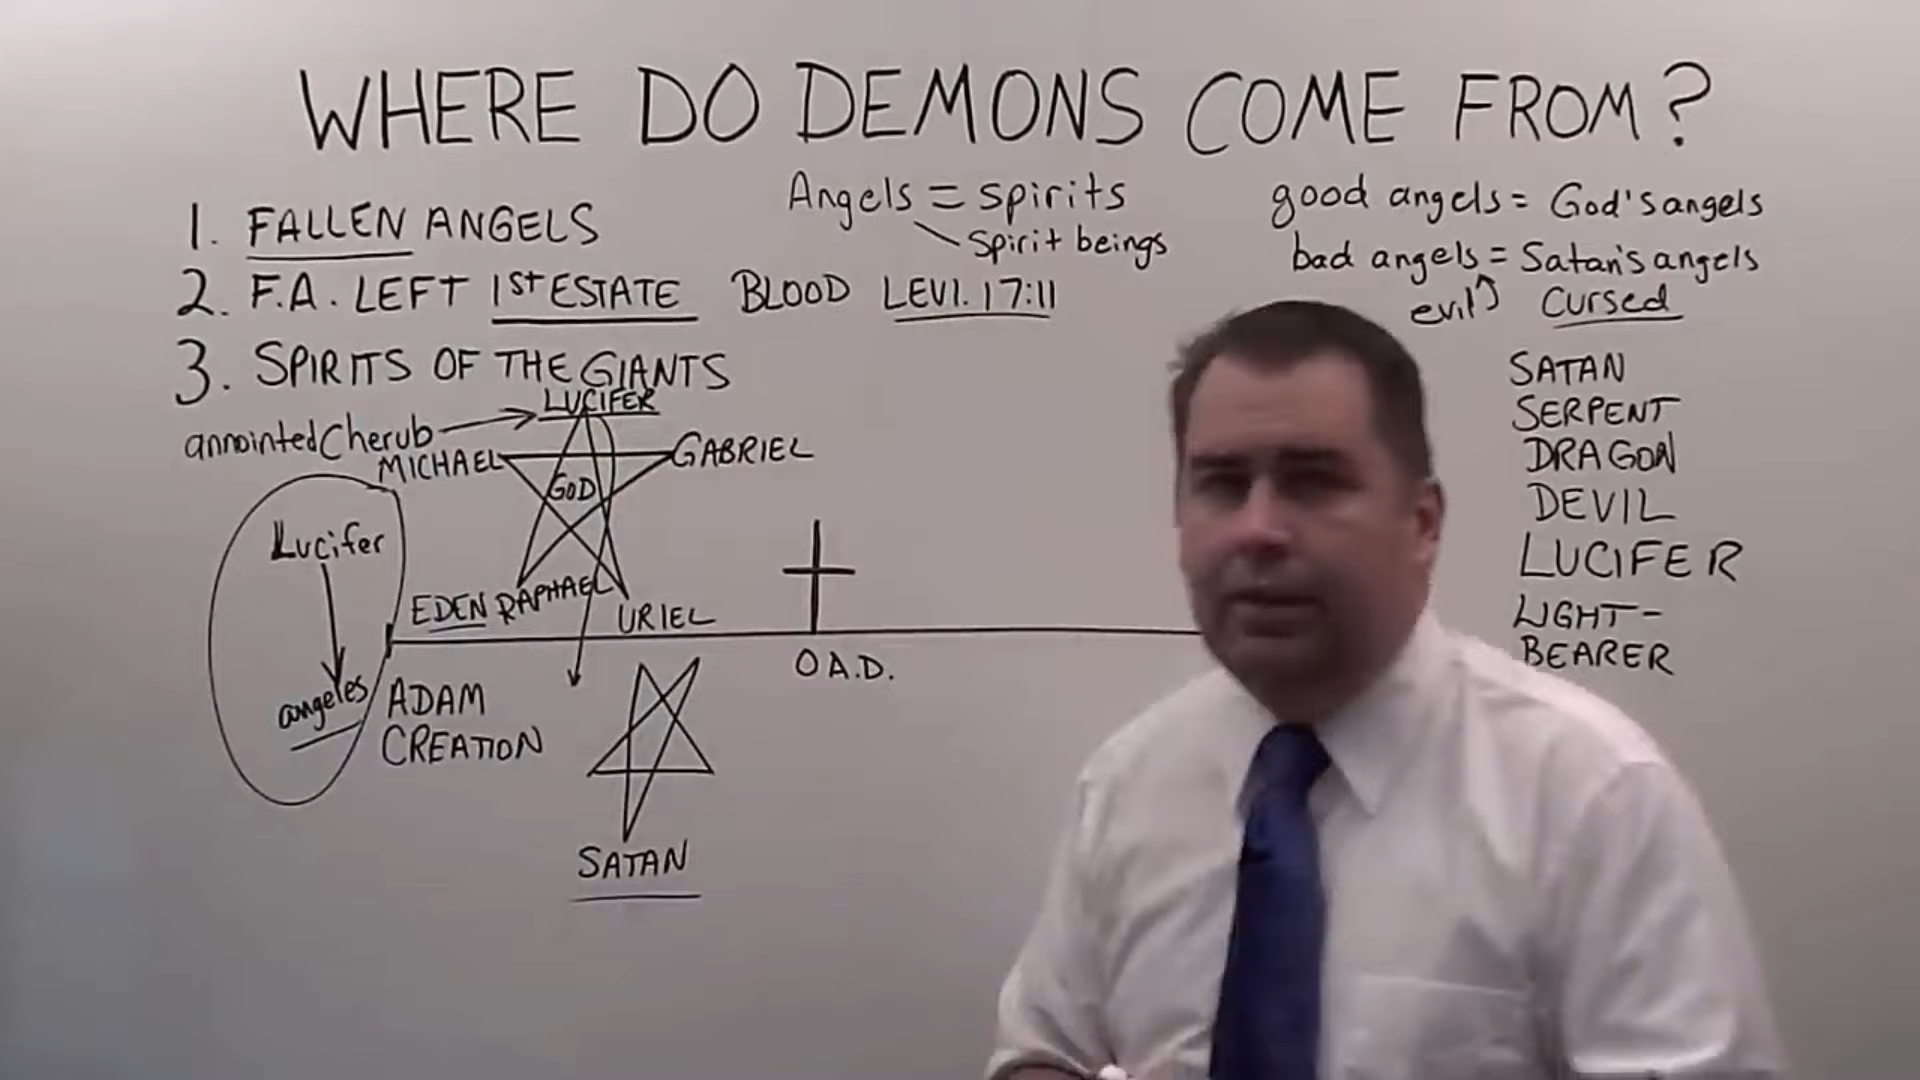 WHERE DO DEMONS COME FROM?
1. FALLEN ANGELS
2. F.A. LEFT 1ST ESTATE BLOOD LEVI. 17:11
3. SPIRITS OF THE GIANTS
Angels = spirits
Spirit beings
good angels = God's angels
bad angels = Satan's angels
evil Cursed
LUCIFER
annointed Cherub
MICHAEL
GABRIEL
GOD
EDEN RAPHAEL
URIEL
Lucifer
angeles
ADAM
CREATION
O A.D.
SATAN
SATAN
SERPENT
DRAGON
DEVIL
LUCIFER
LIGHT-
BEARER